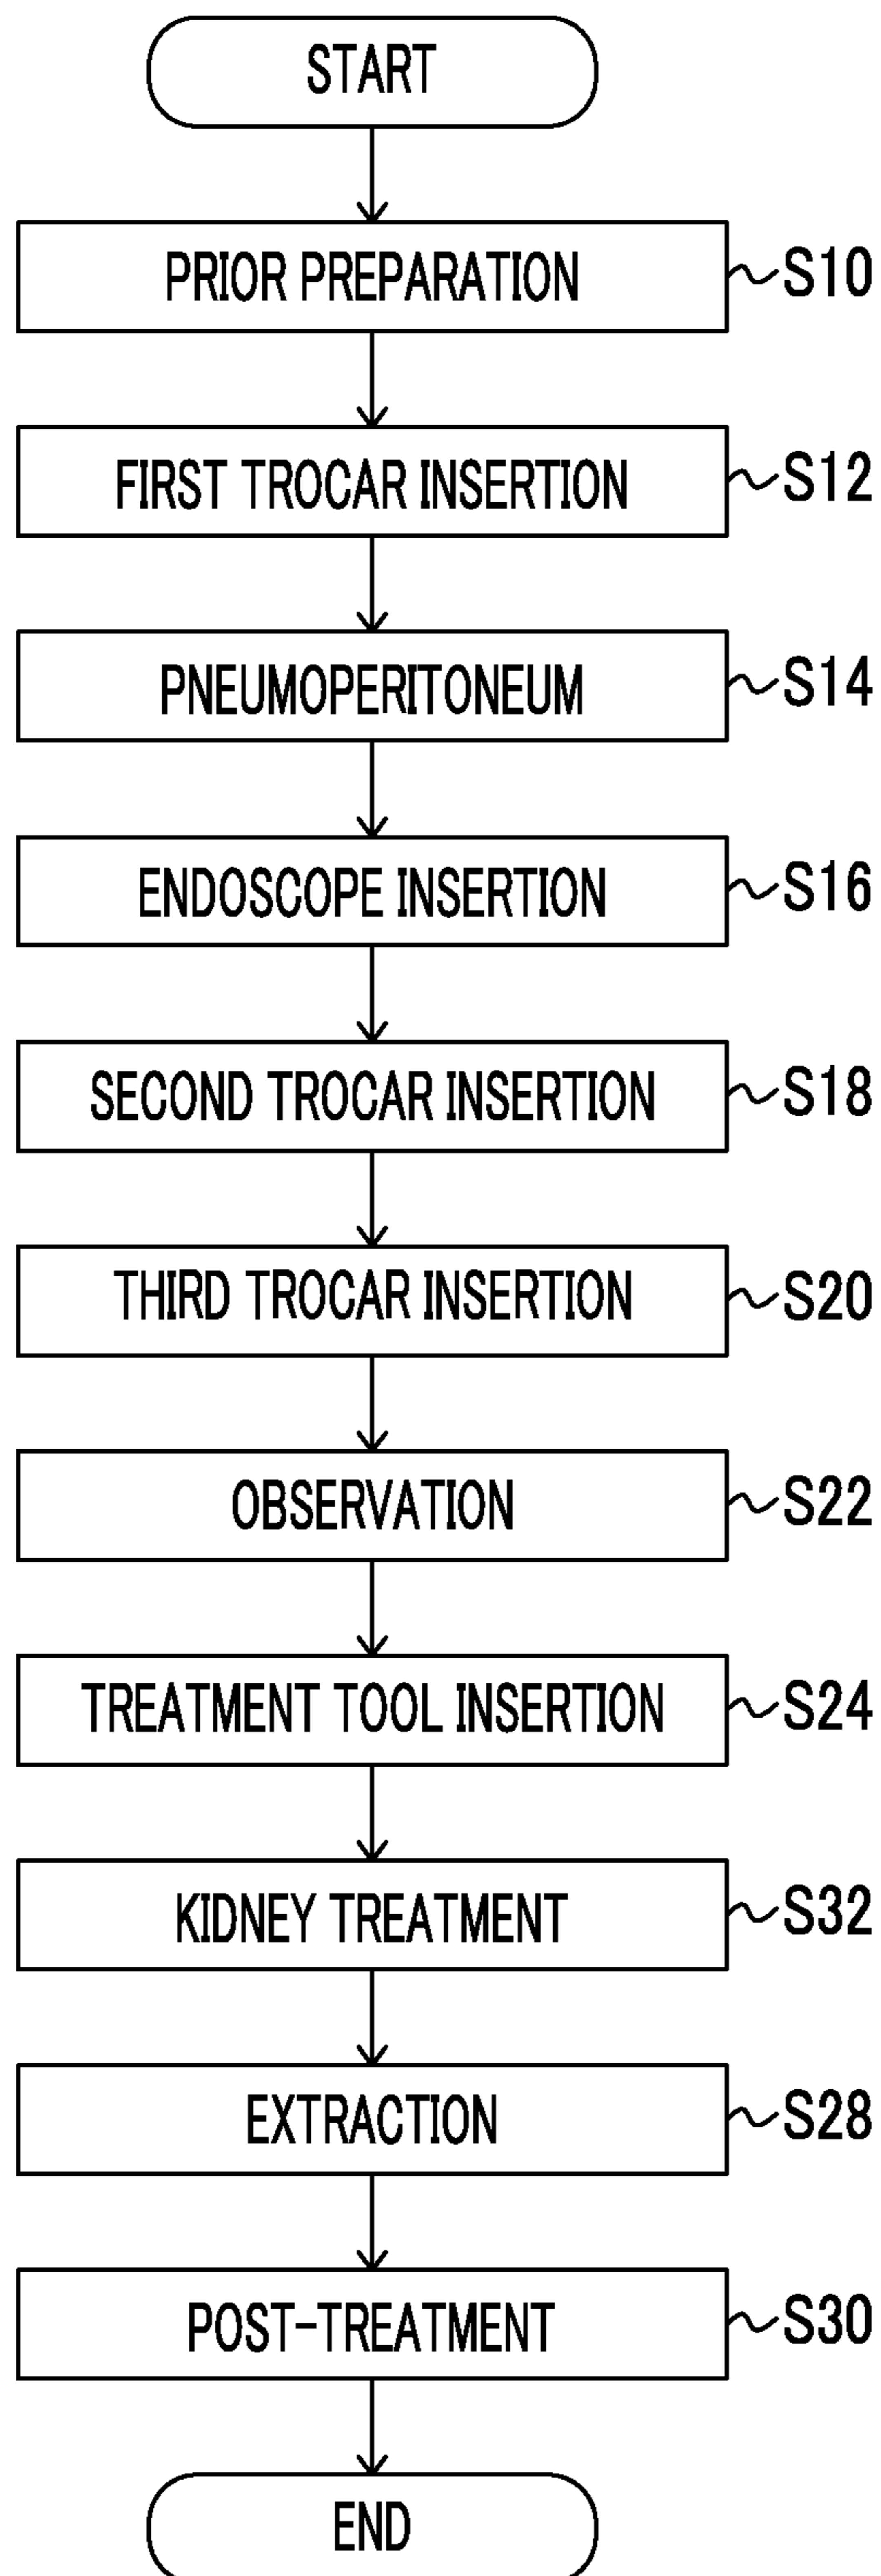 START
PRIOR PREPARATION S10
FIRST TROCAR INSERTION S12
PNEUMOPERITONEUM S14
ENDOSCOPE INSERTION S16
SECOND TROCAR INSERTION S18
THIRD TROCAR INSERTION S20
OBSERVATION S22
TREATMENT TOOL INSERTION S24
KIDNEY TREATMENT S32
EXTRACTION S28
POST-TREATMENT S30
END